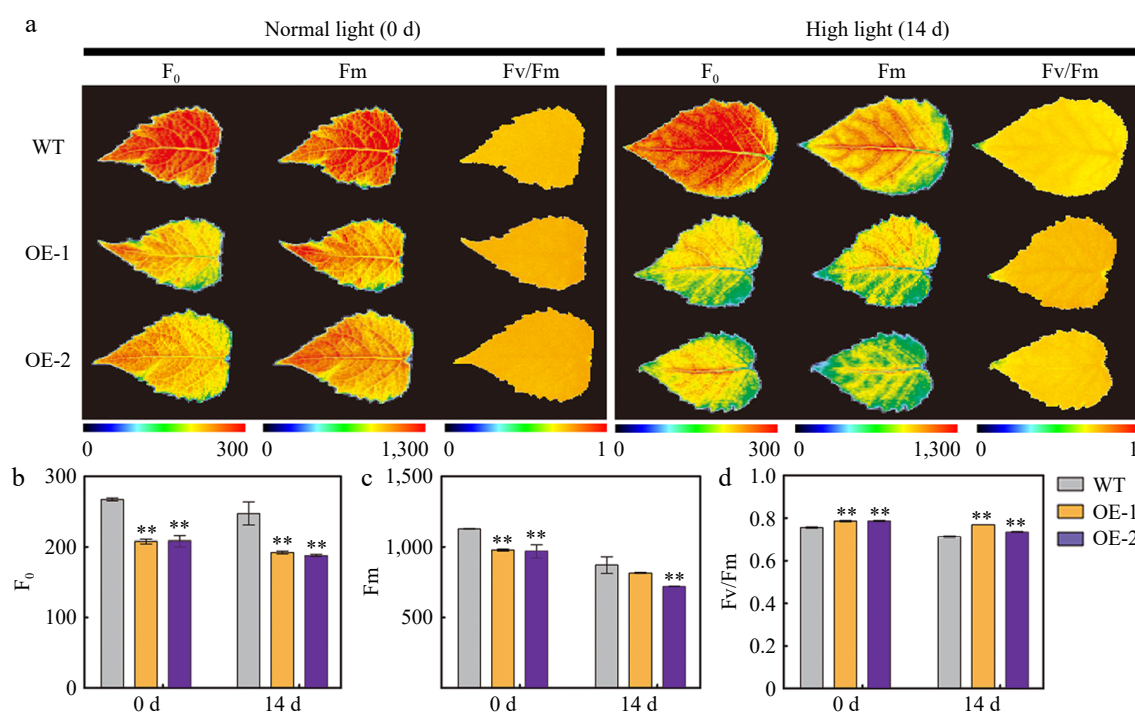 a
Normal light (0 d) High light (14 d)
F0 Fm Fv/Fm F0 Fm Fv/Fm
WT
OE-1
OE-2
0 300 0 1,300 0 1 0 300 0 1,300 0 1
b c d
300
200
100
0
F0
0 d 14 d
** ** ** **
1,500
1,000
500
Fm
0 d 14 d
** ** **
1.0
0.8
0.6
0.4
0.2
0
Fv/Fm
0 d 14 d
** ** ** **
WT
OE-1
OE-2